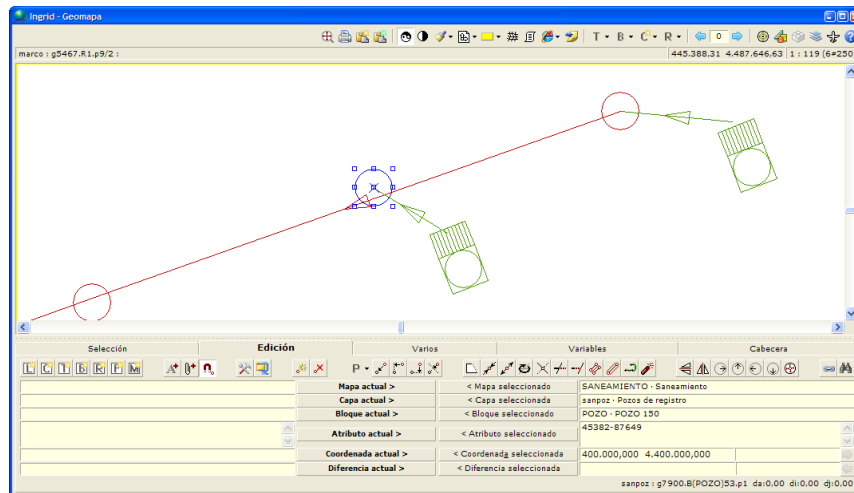 Ingrid - Geomapa
0
T - B - C - R -
marco : g5467.R1.p9/2 :
445.388,31 4.487.646,63 1 : 119 (6≠250
Selección Edición Varios Variables Cabecera
L C T B R F M A P
Mapa actual > < Mapa seleccionado SANEAMIENTO · Saneamiento
Capa actual > < Capa seleccionada sanpoz · Pozos de registro
Bloque actual > < Bloque seleccionado POZO · POZO 150
Atributo actual > < Atributo seleccionado 45382-87649
Coordenada actual > < Coordenada seleccionada 400.000,000 4.400.000,000
Diferencia actual > < Diferencia seleccionada
sanpoz : g7900.B(POZO)53.p1 da:0,00 di:0,00 dj:0,00